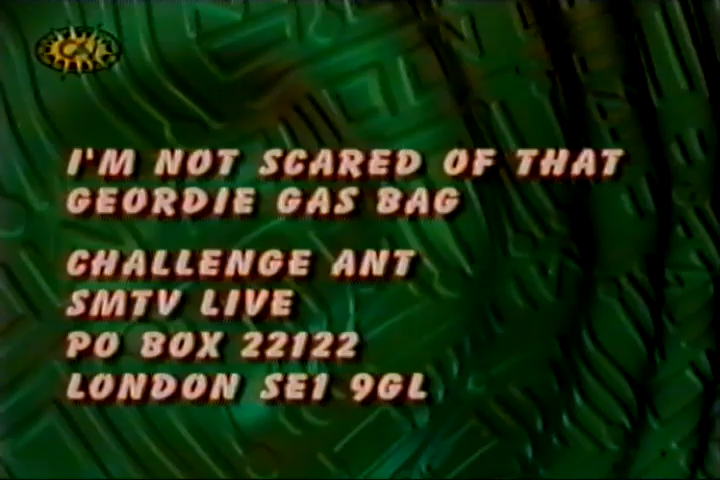 I'M NOT SCARED OF THAT
GEORDIE GAS BAG
CHALLENGE ANT
SMTV LIVE
PO BOX 22122
LONDON SE1 9GL